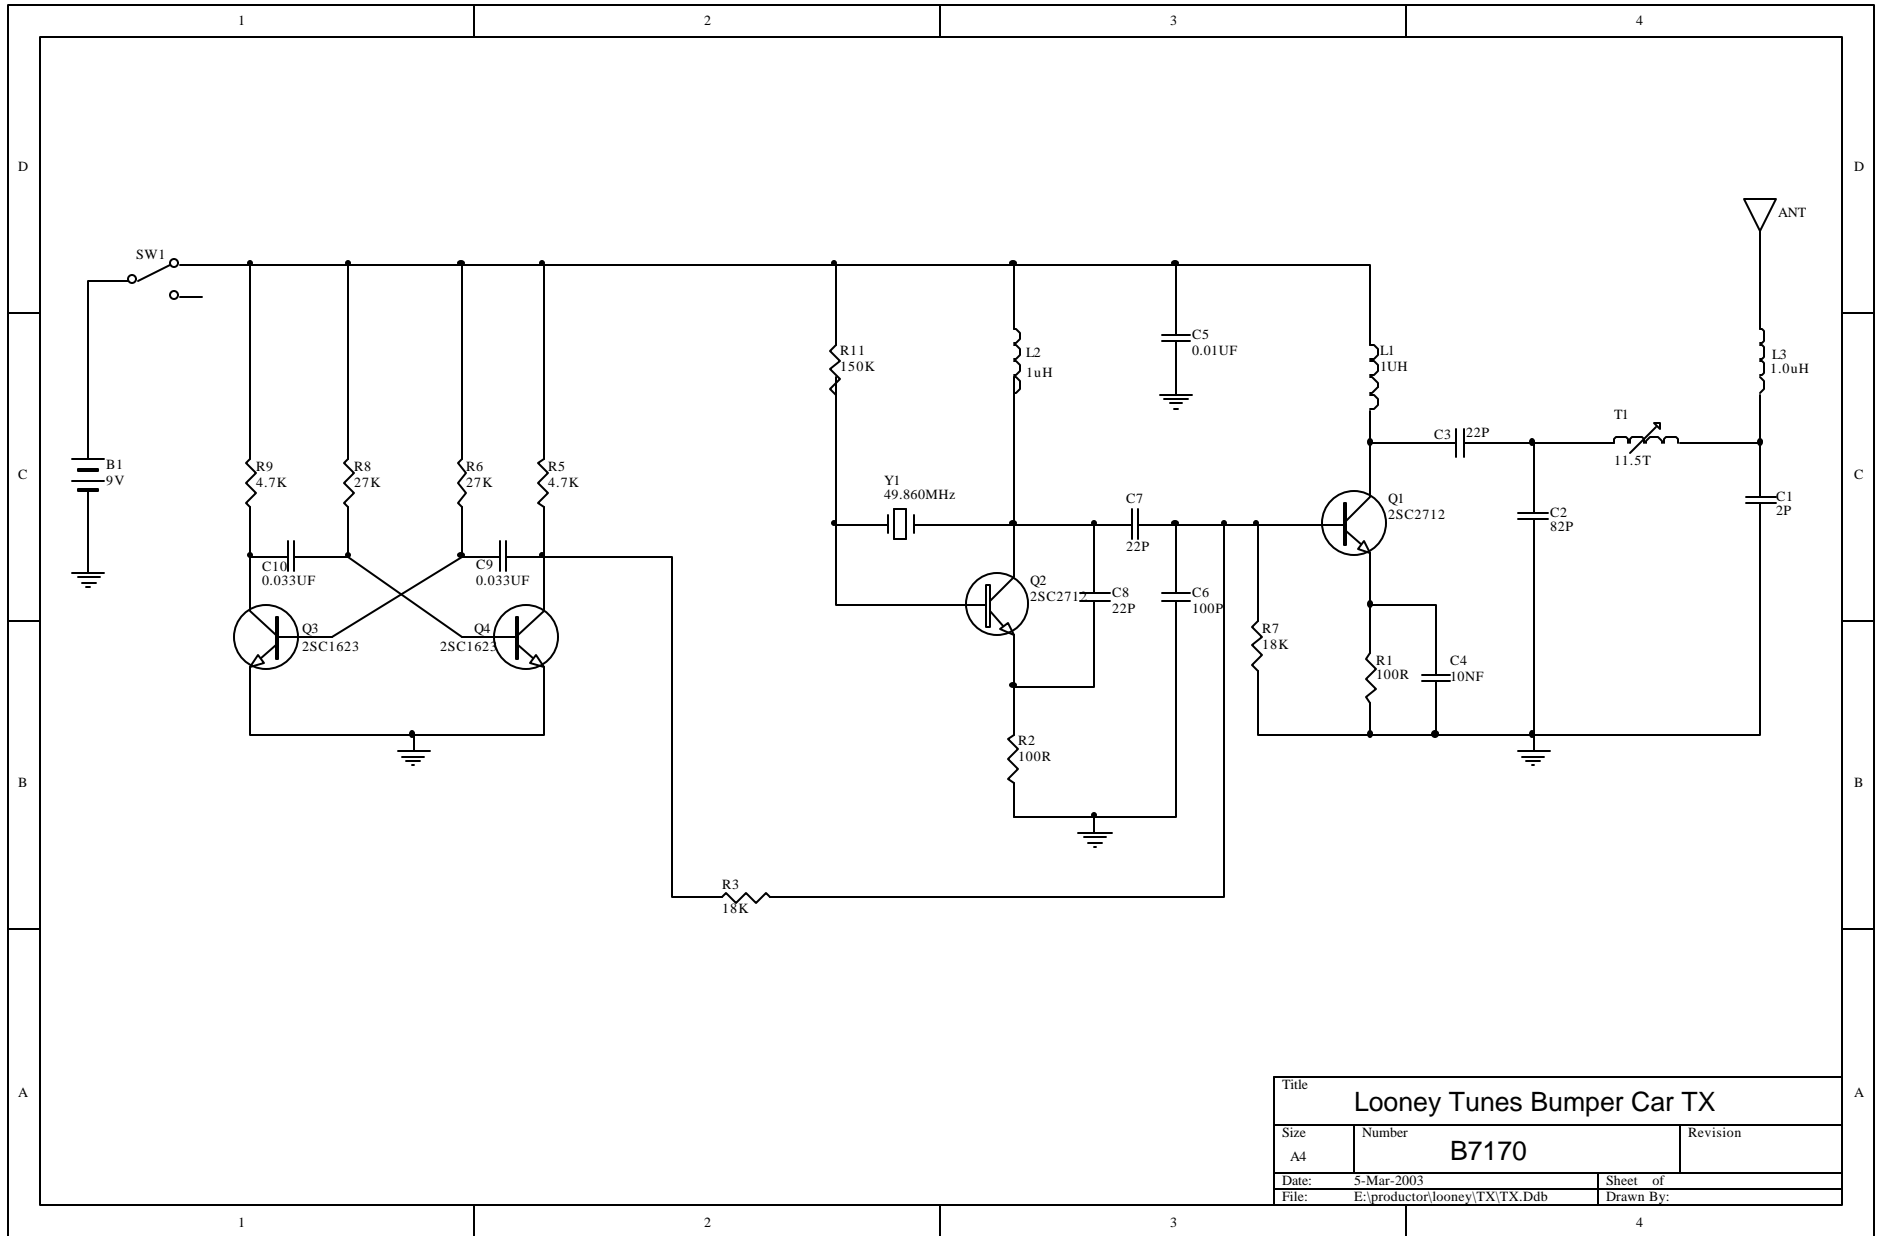 1 2 3 4
D D
ANT
SW1
C5
0.01UF
R11
150K
L2
1uH
L1
1UH
L3
1.0uH
T1
11.5T
C3 22P
C C
B1
9V
R9
4.7K
R8
27K
R6
27K
R5
4.7K
Y1
49.860MHz
C7
22P
Q1
2SC2712
C2
82P
C1
2P
C10
0.033UF
C9
0.033UF
Q2
2SC2712
C8
22P
C6
100P
Q3
2SC1623
Q4
2SC1623
R7
18K
R1
100R
C4
10NF
R2
100R
B B
R3
18K
A A
Title
Looney Tunes Bumper Car TX
Size
A4
Number
B7170
Revision
Date: 5-Mar-2003 Sheet of
File: E:\productor\looney\TX\TX.Ddb Drawn By:
1 2 3 4